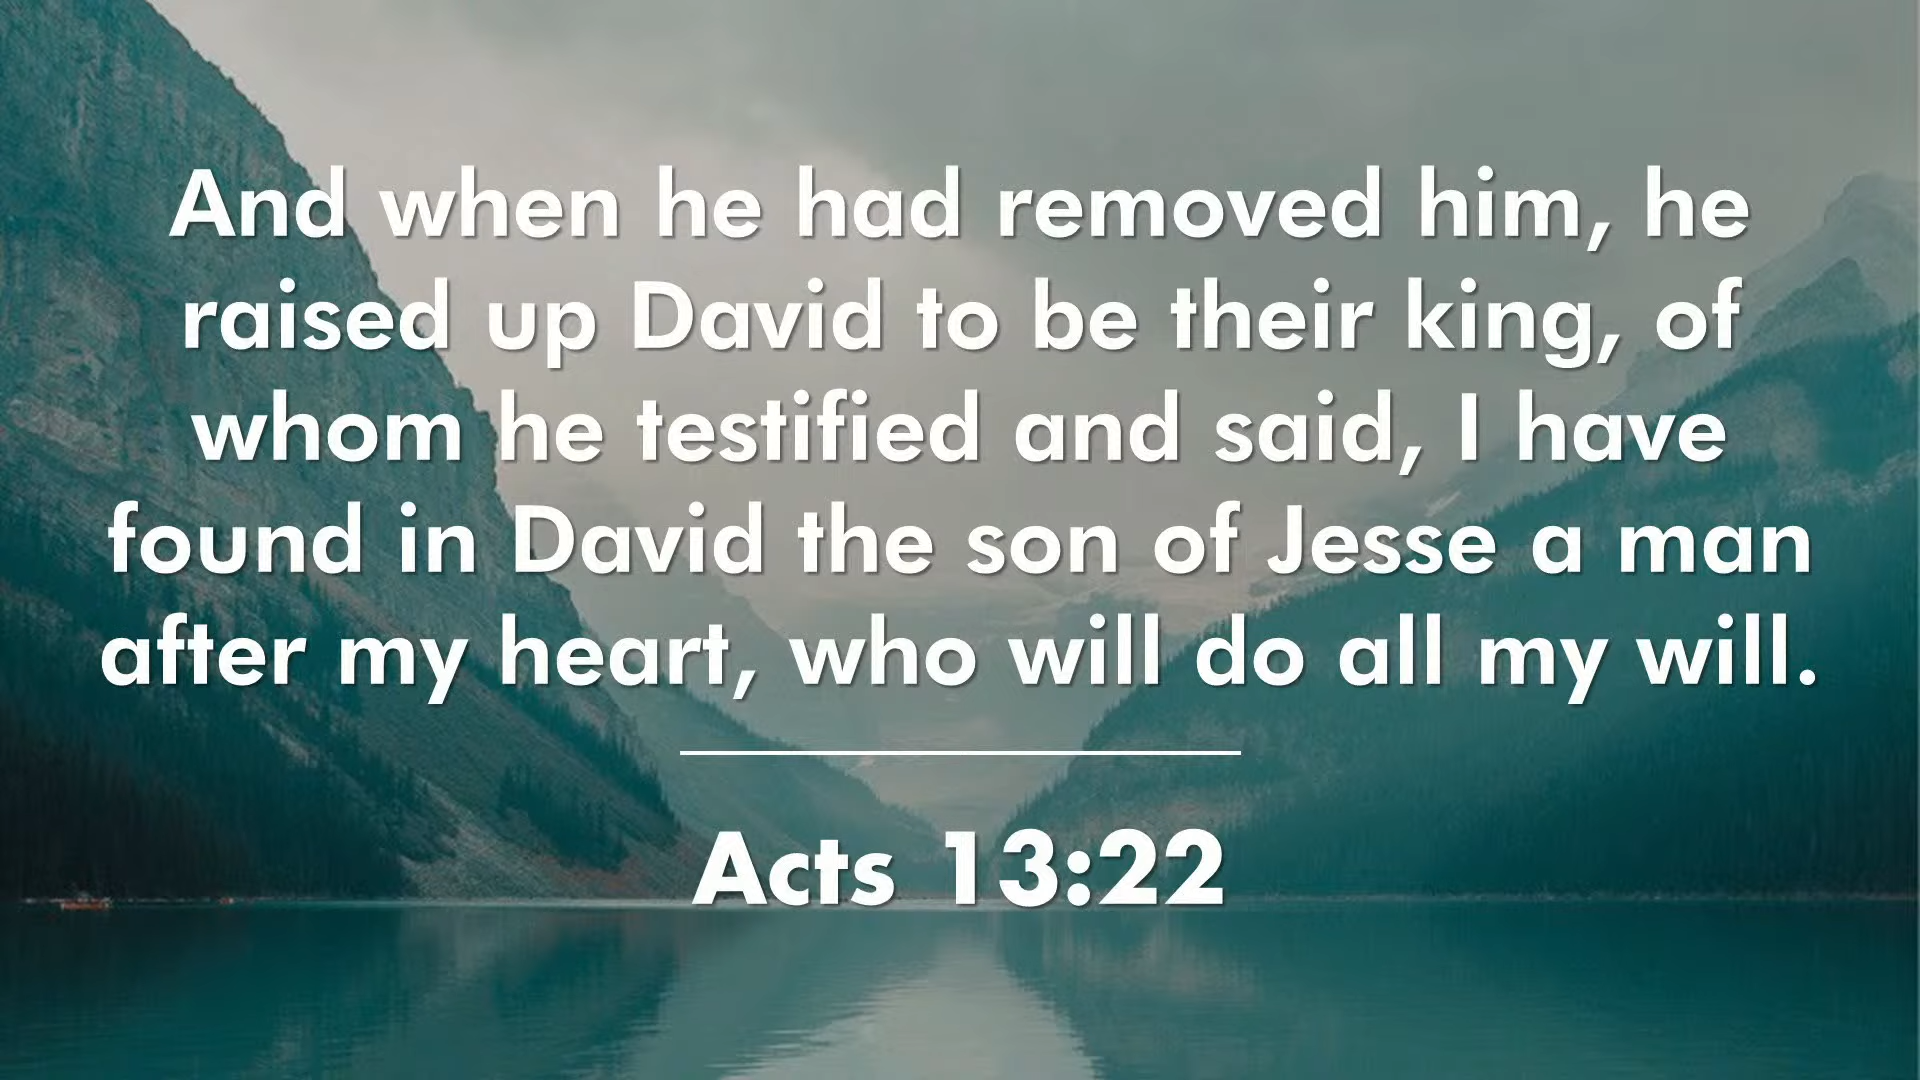 And when he had removed him, he
raised up David to be their king, of
whom he testified and said, I have
found in David the son of Jesse a man
after my heart, who will do all my will.
Acts 13:22